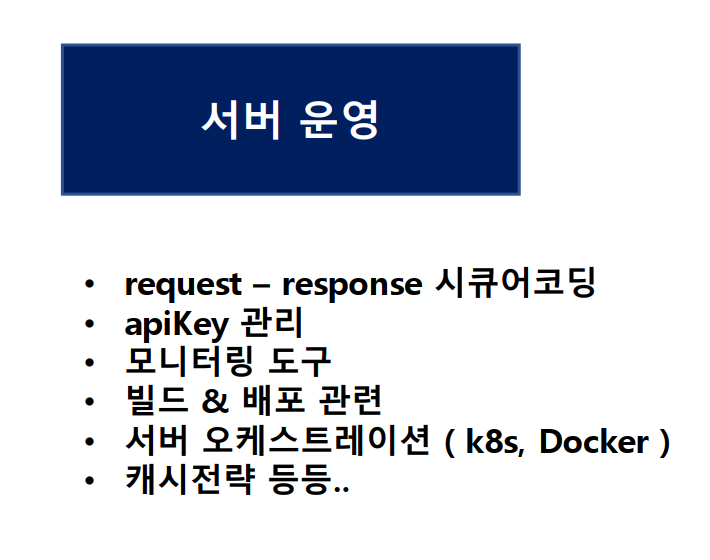 서버 운영
• request – response 시큐어코딩
• apiKey 관리
• 모니터링 도구
• 빌드 & 배포 관련
• 서버 오케스트레이션 ( k8s, Docker )
• 캐시전략 등등..